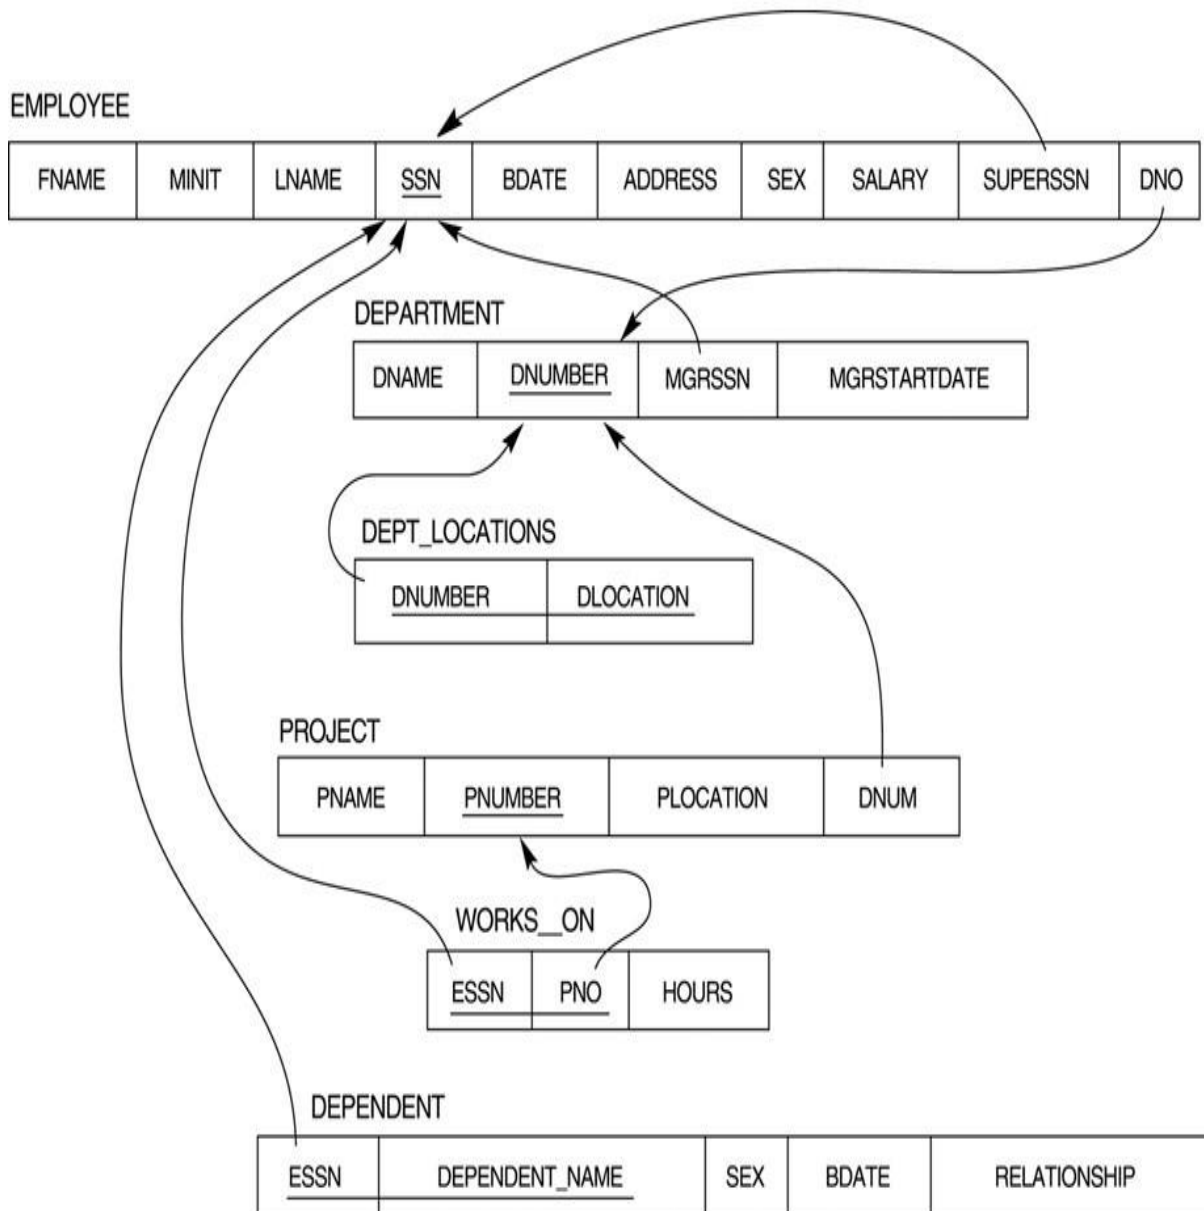 EMPLOYEE
FNAME MINIT LNAME SSN BDATE ADDRESS SEX SALARY SUPERSSN DNO
DEPARTMENT
DNAME DNUMBER MGRSSN MGRSTARTDATE
DEPT_LOCATIONS
DNUMBER DLOCATION
PROJECT
PNAME PNUMBER PLOCATION DNUM
WORKS__ON
ESSN PNO HOURS
DEPENDENT
ESSN DEPENDENT_NAME SEX BDATE RELATIONSHIP